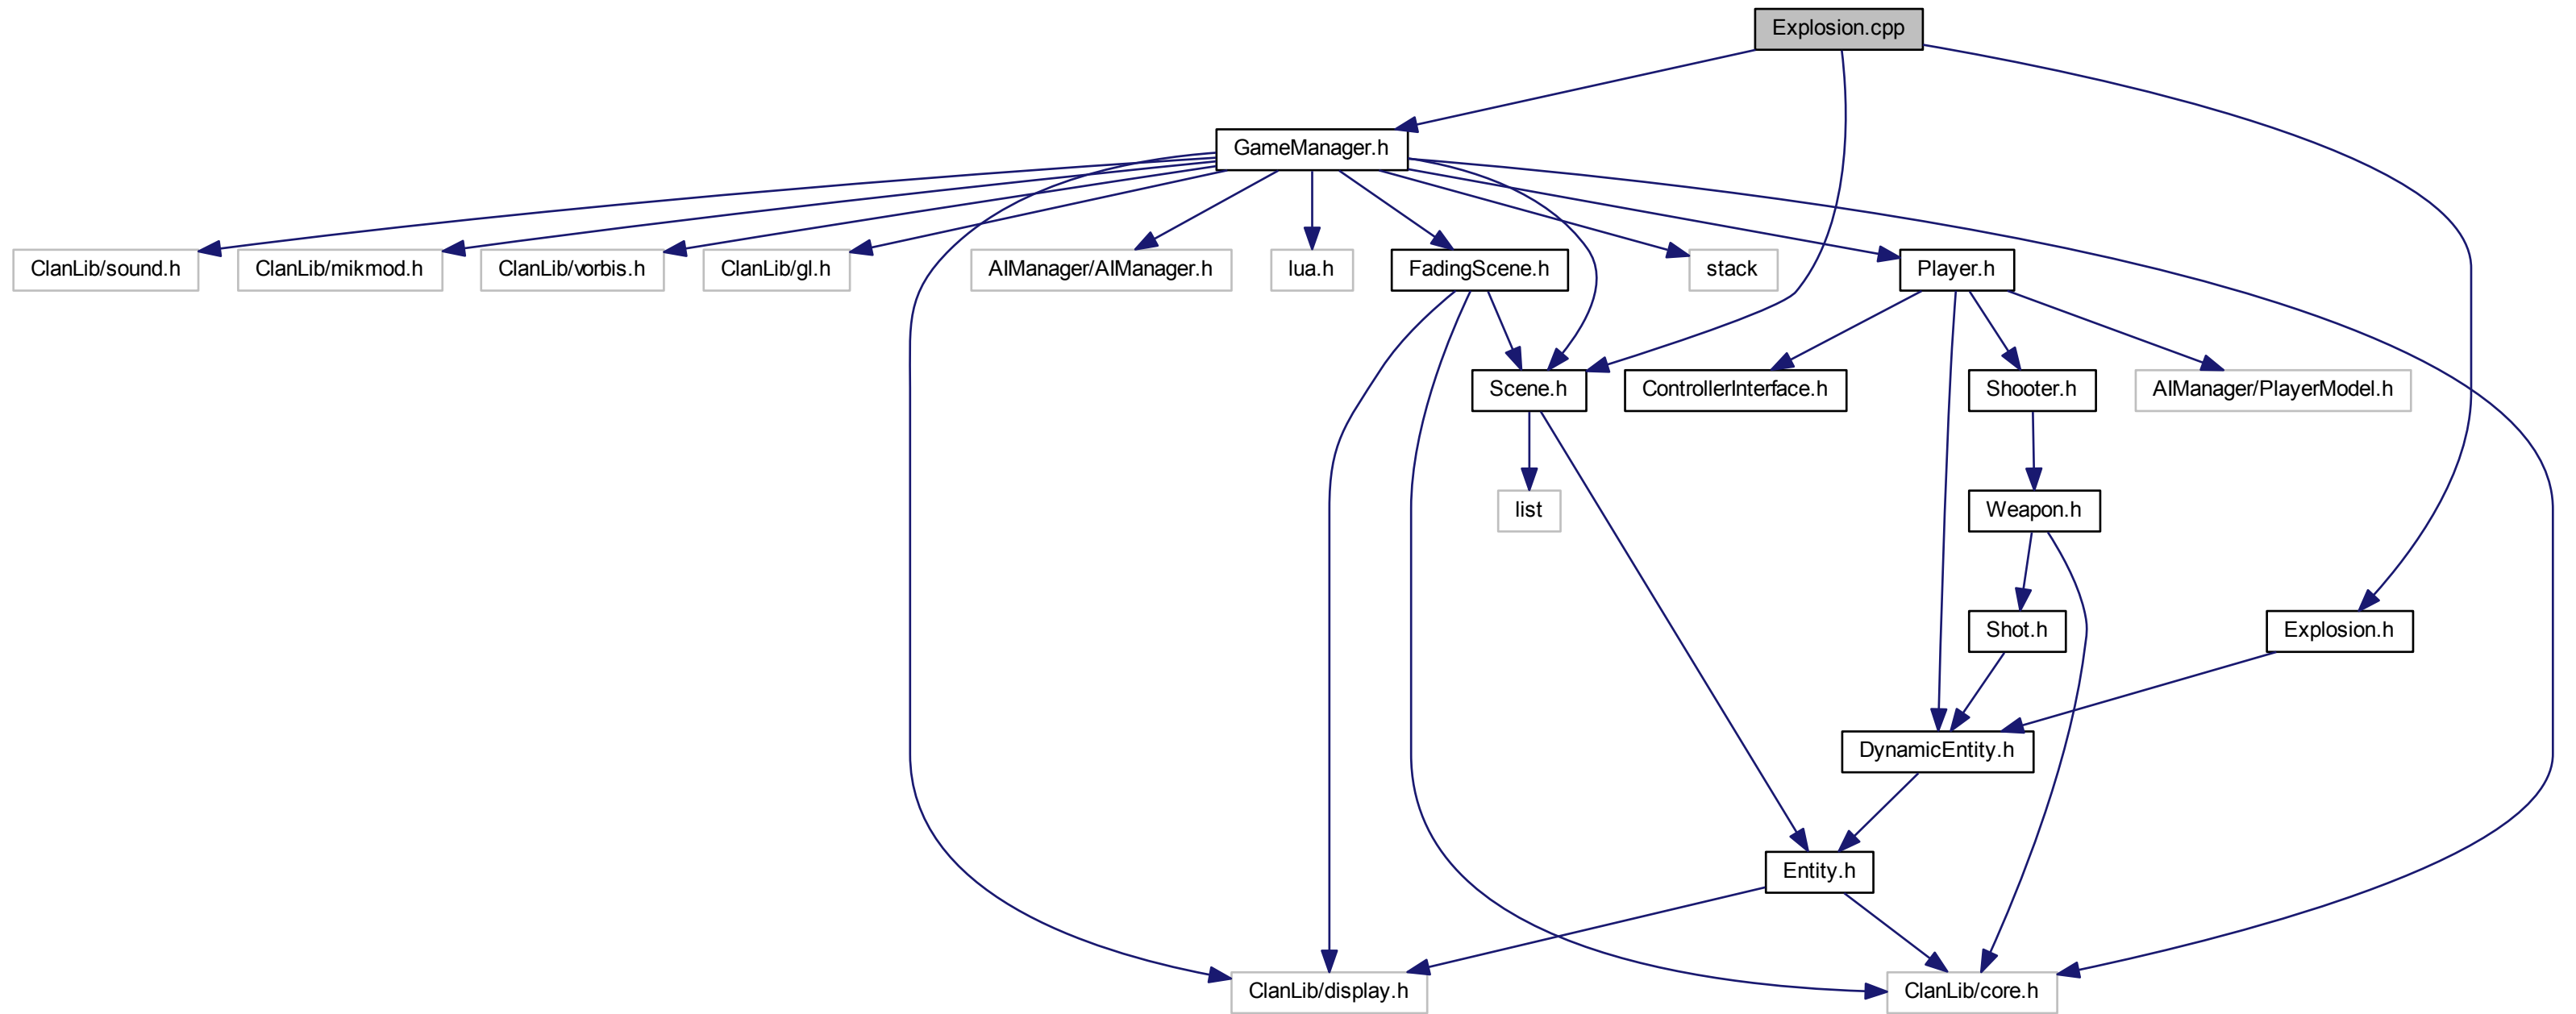 Explosion.cpp
GameManager.h
ClanLib/sound.h
ClanLib/mikmod.h
ClanLib/vorbis.h
ClanLib/gl.h
AIManager/AIManager.h
lua.h
FadingScene.h
stack
Player.h
Scene.h
ControllerInterface.h
Shooter.h
AIManager/PlayerModel.h
list
Weapon.h
Shot.h
Explosion.h
DynamicEntity.h
Entity.h
ClanLib/display.h
ClanLib/core.h